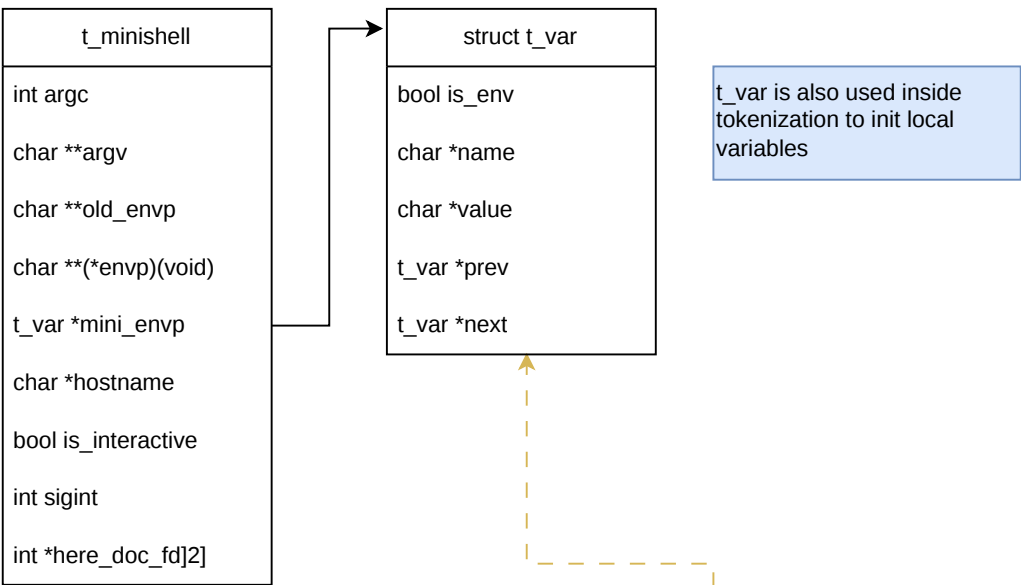 t_minishell
int argc
char **argv
char **old_envp
char **(*envp)(void)
t_var *mini_envp
char *hostname
bool is_interactive
int sigint
int *here_doc_fd]2]
struct t_var
bool is_env
char *name
char *value
t_var *prev
t_var *next
t_var is also used inside
tokenization to init local
variables